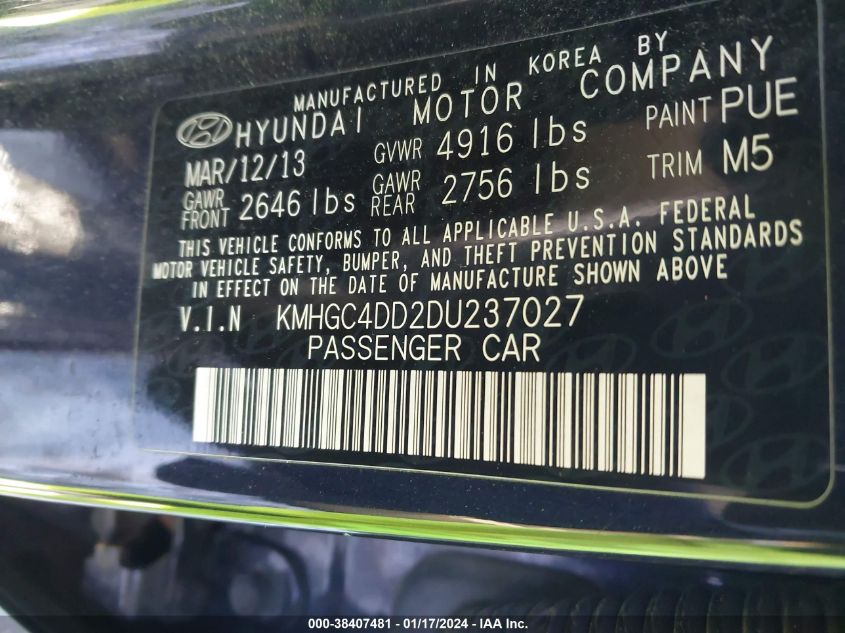 MANUFACTURED IN KOREA BY
HYUNDAI MOTOR COMPANY
MAR/12/13 GVWR 4916 lbs PAINT PUE
GAWR FRONT 2646 lbs GAWR REAR 2756 lbs TRIM M5
THIS VEHICLE CONFORMS TO ALL APPLICABLE U.S.A. FEDERAL
MOTOR VEHICLE SAFETY, BUMPER, AND THEFT PREVENTION STANDARDS
IN EFFECT ON THE DATE OF MANUFACTURE SHOWN ABOVE
V.I.N KMHGC4DD2DU237027
PASSENGER CAR
000-38407481 - 01/17/2024 - IAA Inc.